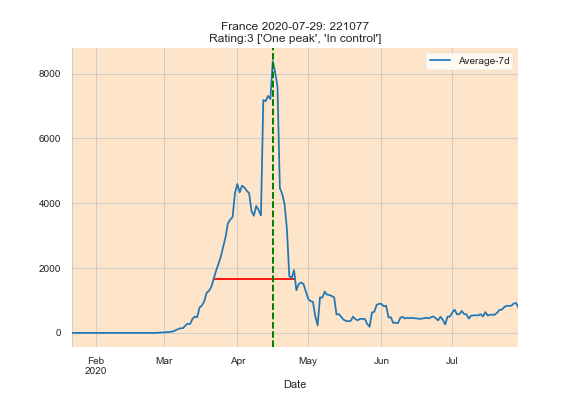 France 2020-07-29: 221077
Rating:3 ['One peak', 'In control']
Average-7d
8000
6000
4000
2000
0
Feb Mar Apr May Jun Jul
2020
Date